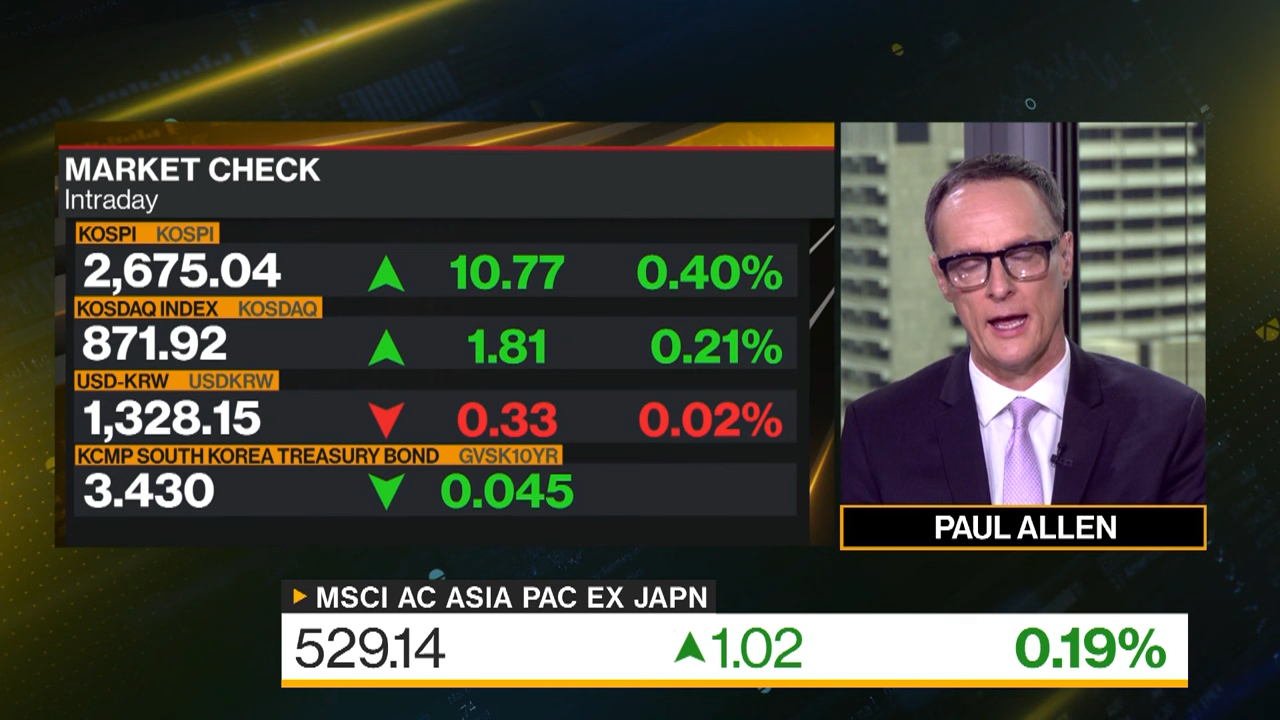 MARKET CHECK
Intraday
KOSPI KOSPI
2,675.04 ▲ 10.77 0.40%
KOSDAQ INDEX KOSDAQ
871.92 ▲ 1.81 0.21%
USD-KRW USDKRW
1,328.15 ▼ 0.33 0.02%
KCMP SOUTH KOREA TREASURY BOND GVSK10YR
3.430 ▼ 0.045
PAUL ALLEN
MSCI AC ASIA PAC EX JAPN
529.14 ▲1.02 0.19%